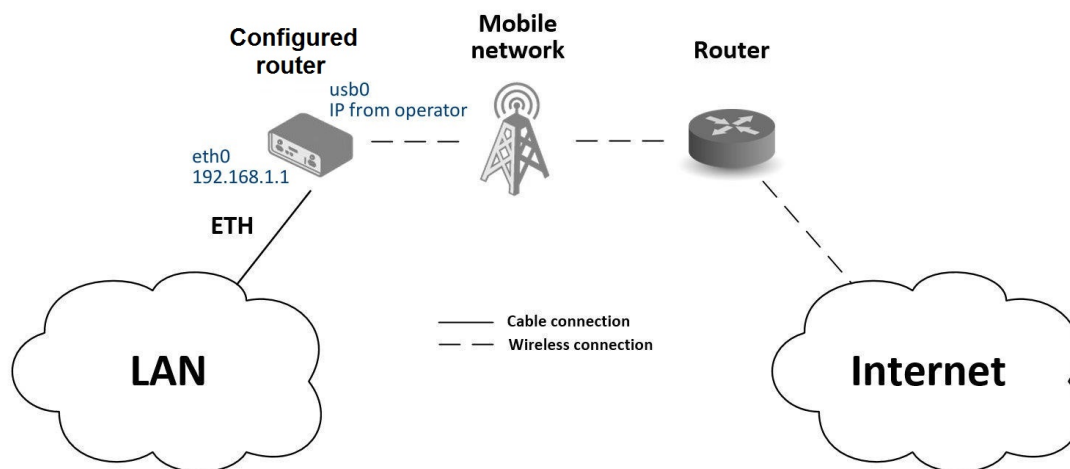 Configured
router
Mobile
network
Router
usb0
IP from operator
eth0
192.168.1.1
ETH
Cable connection
Wireless connection
LAN
Internet